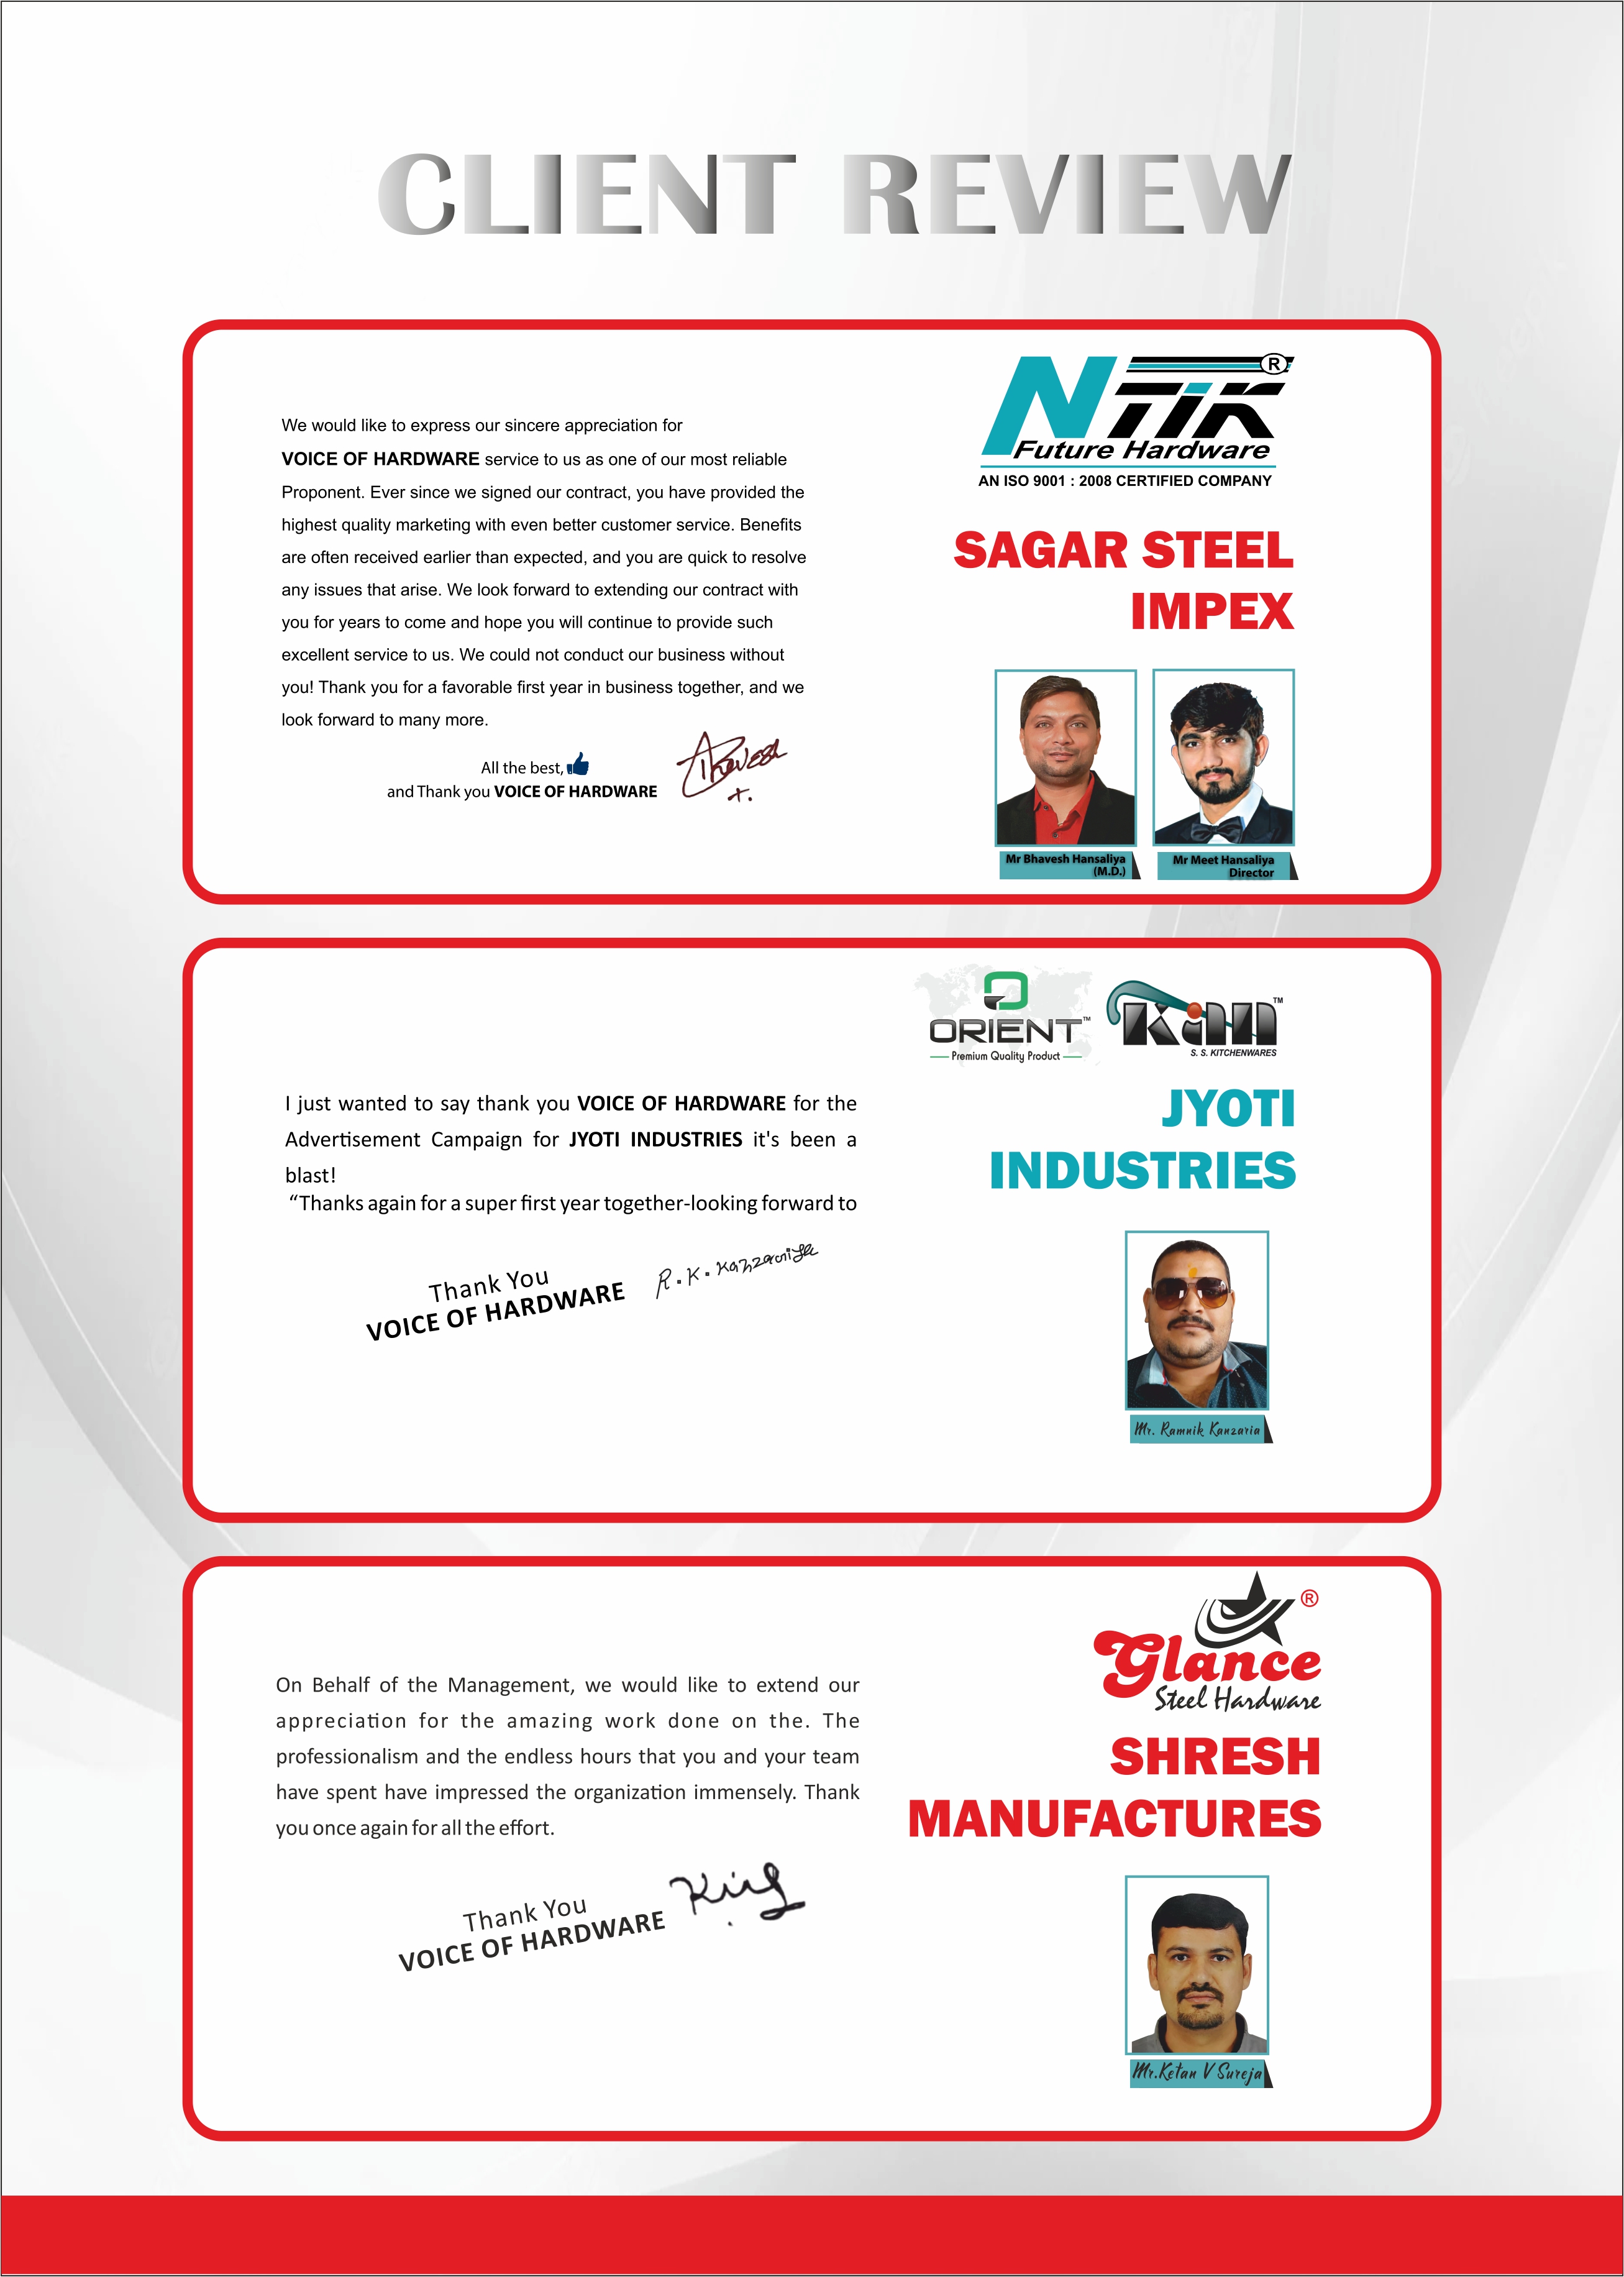 CLIENT REVIEW
NTIK ®
Future Hardware
AN ISO 9001 : 2008 CERTIFIED COMPANY
SAGAR STEEL
IMPEX
We would like to express our sincere appreciation for
VOICE OF HARDWARE service to us as one of our most reliable
Proponent. Ever since we signed our contract, you have provided the
highest quality marketing with even better customer service. Benefits
are often received earlier than expected, and you are quick to resolve
any issues that arise. We look forward to extending our contract with
you for years to come and hope you will continue to provide such
excellent service to us. We could not conduct our business without
you! Thank you for a favorable first year in business together, and we
look forward to many more.
All the best,
and Thank you VOICE OF HARDWARE
Mr Bhavesh Hansaliya
(M.D.)
Mr Meet Hansaliya
Director
ORIENT™
Premium Quality Product
Kian™
S. S. KITCHENWARES
JYOTI
INDUSTRIES
I just wanted to say thank you VOICE OF HARDWARE for the
Advertisement Campaign for JYOTI INDUSTRIES it's been a
blast!
“Thanks again for a super first year together-looking forward to
Thank You
VOICE OF HARDWARE
R.K.
Mr. Ramnik Kanzaria
Glance ®
Steel Hardware
SHRESH
MANUFACTURES
On Behalf of the Management, we would like to extend our
appreciation for the amazing work done on the. The
professionalism and the endless hours that you and your team
have spent have impressed the organization immensely. Thank
you once again for all the effort.
Thank You
VOICE OF HARDWARE
Mr.Ketan V Sureja